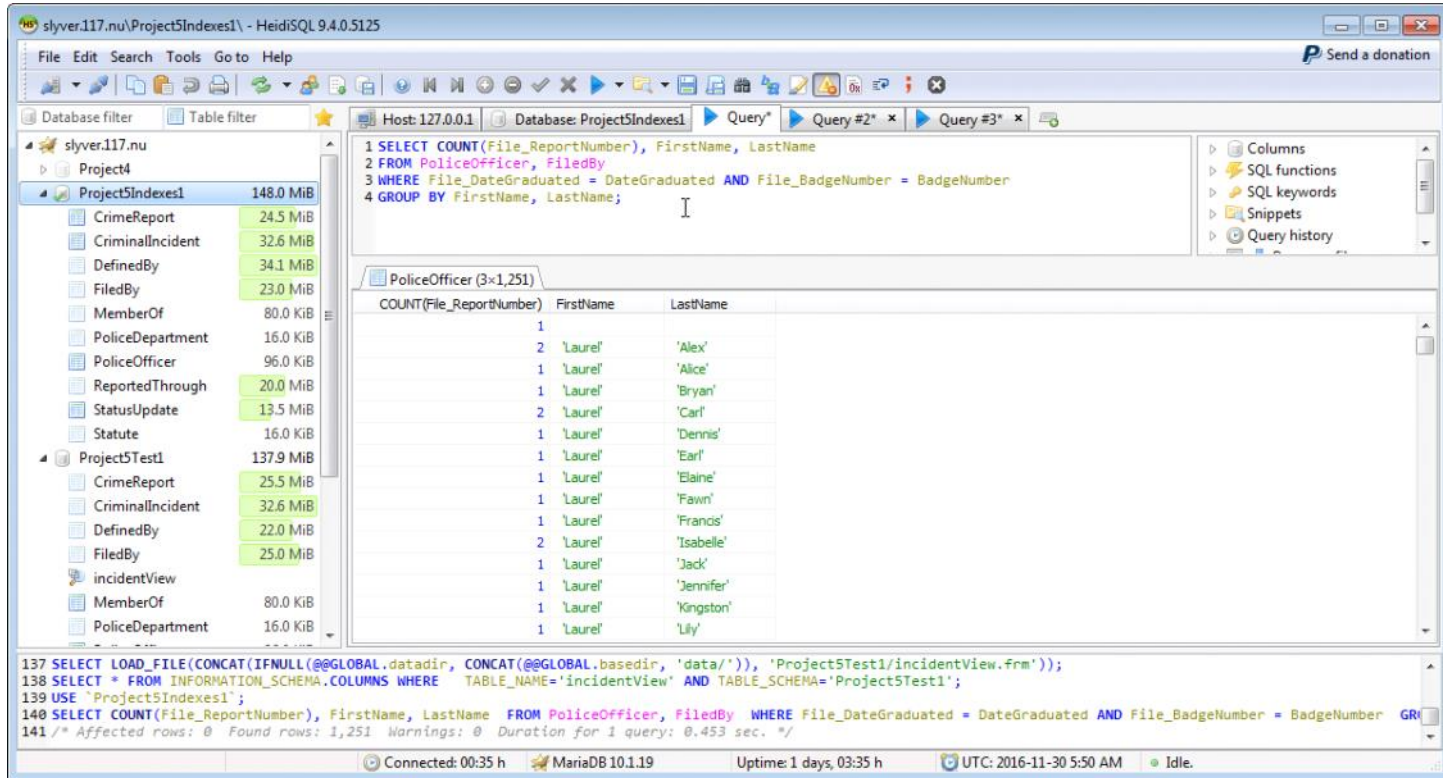 slyver.117.nu\Project5Indexes1\ - HeidiSQL 9.4.0.5125
File Edit Search Tools Go to Help
Send a donation
Database filter Table filter
Host: 127.0.0.1 Database: Project5Indexes1 Query* Query #2* Query #3*
slyver.117.nu
Project4
Project5Indexes1 148.0 MiB
CrimeReport 24.5 MiB
CriminalIncident 32.6 MiB
DefinedBy 34.1 MiB
FiledBy 23.0 MiB
MemberOf 80.0 KiB
PoliceDepartment 16.0 KiB
PoliceOfficer 96.0 KiB
ReportedThrough 20.0 MiB
StatusUpdate 13.5 MiB
Statute 16.0 KiB
Project5Test1 137.9 MiB
CrimeReport 25.5 MiB
CriminalIncident 32.6 MiB
DefinedBy 22.0 MiB
FiledBy 25.0 MiB
incidentView
MemberOf 80.0 KiB
PoliceDepartment 16.0 KiB
1 SELECT COUNT(File_ReportNumber), FirstName, LastName
2 FROM PoliceOfficer, FiledBy
3 WHERE File_DateGraduated = DateGraduated AND File_BadgeNumber = BadgeNumber
4 GROUP BY FirstName, LastName;
Columns
SQL functions
SQL keywords
Snippets
Query history
PoliceOfficer (3×1,251)
COUNT(File_ReportNumber) FirstName LastName
1
2 'Laurel' 'Alex'
1 'Laurel' 'Alice'
1 'Laurel' 'Bryan'
2 'Laurel' 'Carl'
1 'Laurel' 'Dennis'
1 'Laurel' 'Earl'
1 'Laurel' 'Elaine'
1 'Laurel' 'Fawn'
1 'Laurel' 'Francis'
2 'Laurel' 'Isabelle'
1 'Laurel' 'Jack'
1 'Laurel' 'Jennifer'
1 'Laurel' 'Kingston'
1 'Laurel' 'Lily'
137 SELECT LOAD_FILE(CONCAT(IFNULL(@@GLOBAL.datadir, CONCAT(@@GLOBAL.basedir, 'data/')), 'Project5Test1/incidentView.frm'));
138 SELECT * FROM INFORMATION_SCHEMA.COLUMNS WHERE TABLE_NAME='incidentView' AND TABLE_SCHEMA='Project5Test1';
139 USE `Project5Indexes1`;
140 SELECT COUNT(File_ReportNumber), FirstName, LastName FROM PoliceOfficer, FiledBy WHERE File_DateGraduated = DateGraduated AND File_BadgeNumber = BadgeNumber
141 /* Affected rows: 0 Found rows: 1,251 Warnings: 0 Duration for 1 query: 0.453 sec. */
Connected: 00:35 h MariaDB 10.1.19 Uptime: 1 days, 03:35 h UTC: 2016-11-30 5:50 AM Idle.